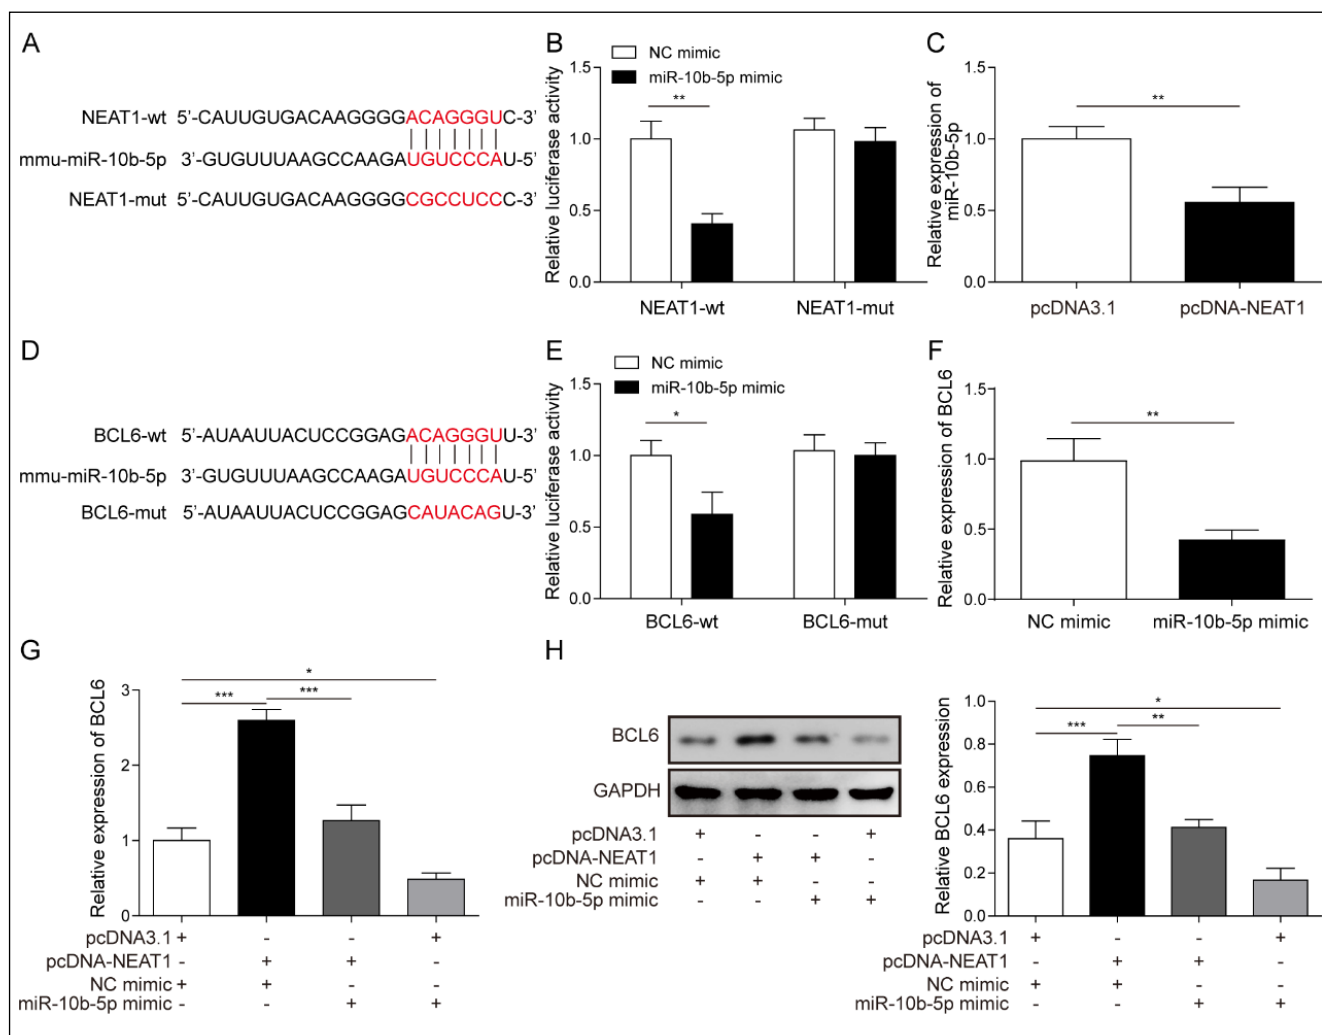 A
NEAT1-wt 5'-CAUUGUGACAAGGGGACAGGGUC-3'
mmu-miR-10b-5p 3'-GUGUUUAAGCCAAGAUGUCCCAU-5'
NEAT1-mut 5'-CAUUGUGACAAGGGGCGCCUCCC-3'
B
NC mimic
miR-10b-5p mimic
Relative luciferase activity
1.5
1.0
0.5
0.0
**
NEAT1-wt NEAT1-mut
C
Relative expression of
miR-10b-5p
1.5
1.0
0.5
0.0
**
pcDNA3.1 pcDNA-NEAT1
D
BCL6-wt 5'-AUAAUUACUCCGGAGACAGGGUU-3'
mmu-miR-10b-5p 3'-GUGUUUAAGCCAAGAUGUCCCAU-5'
BCL6-mut 5'-AUAAUUACUCCGGAGCAUACAGU-3'
E
NC mimic
miR-10b-5p mimic
Relative luciferase activity
1.5
1.0
0.5
0.0
*
BCL6-wt BCL6-mut
F
Relative expression of BCL6
1.5
1.0
0.5
0.0
**
NC mimic miR-10b-5p mimic
G
Relative expression of BCL6
3
2
1
0
*
*** ***
pcDNA3.1 + - - +
pcDNA-NEAT1 - + + -
NC mimic + + - -
miR-10b-5p mimic - - + +
H
BCL6
GAPDH
pcDNA3.1 + - - +
pcDNA-NEAT1 - + + -
NC mimic + + - -
miR-10b-5p mimic - - + +
Relative BCL6 expression
0.8
0.6
0.4
0.2
0.0
*
*** **
pcDNA3.1 + - - +
pcDNA-NEAT1 - + + -
NC mimic + + - -
miR-10b-5p mimic - - + +